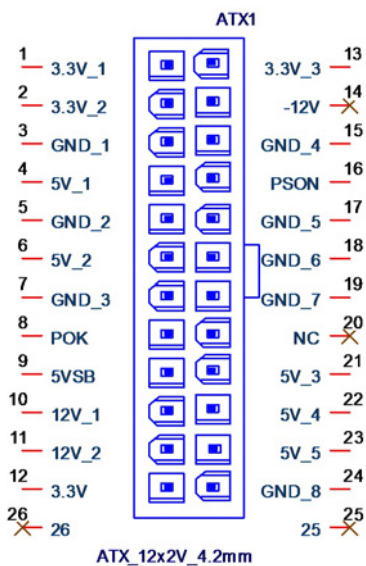 ATX1
1 3.3V_1 3.3V_3 13
2 3.3V_2 -12V 14
3 GND_1 GND_4 15
4 5V_1 PSON 16
5 GND_2 GND_5 17
6 5V_2 GND_6 18
7 GND_3 GND_7 19
8 POK NC 20
9 5VSB 5V_3 21
10 12V_1 5V_4 22
11 12V_2 5V_5 23
12 3.3V GND_8 24
26 26 25 25
ATX_12x2V_4.2mm